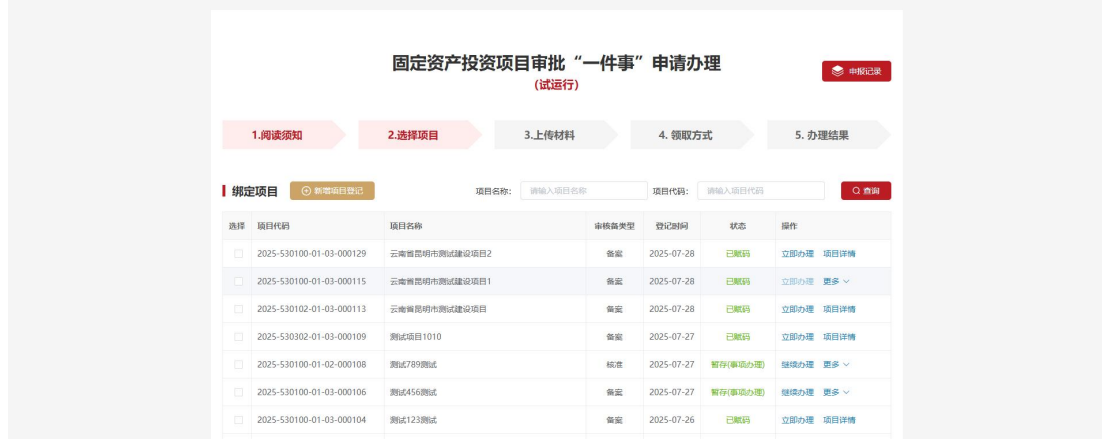 固定资产投资项目审批“一件事”申请办理
(试运行)
申报记录
1.阅读须知 2.选择项目 3.上传材料 4. 领取方式 5. 办理结果
绑定项目 新增项目登记 项目名称: 请输入项目名称 项目代码: 请输入项目代码 查询
选择 项目代码 项目名称 审核备类型 登记时间 状态 操作
2025-530100-01-03-000129 云南省昆明市测试建设项目2 备案 2025-07-28 已赋码 立即办理 项目详情
2025-530100-01-03-000115 云南省昆明市测试建设项目1 备案 2025-07-28 已赋码 立即办理 更多
2025-530102-01-03-000113 云南省昆明市测试建设项目 备案 2025-07-28 已赋码 立即办理 项目详情
2025-530302-01-03-000109 测试项目1010 备案 2025-07-27 已赋码 立即办理 项目详情
2025-530100-01-02-000108 测试789测试 核准 2025-07-27 暂存(事项办理) 继续办理 更多
2025-530100-01-03-000106 测试456测试 备案 2025-07-27 暂存(事项办理) 继续办理 更多
2025-530100-01-03-000104 测试123测试 备案 2025-07-26 已赋码 立即办理 项目详情